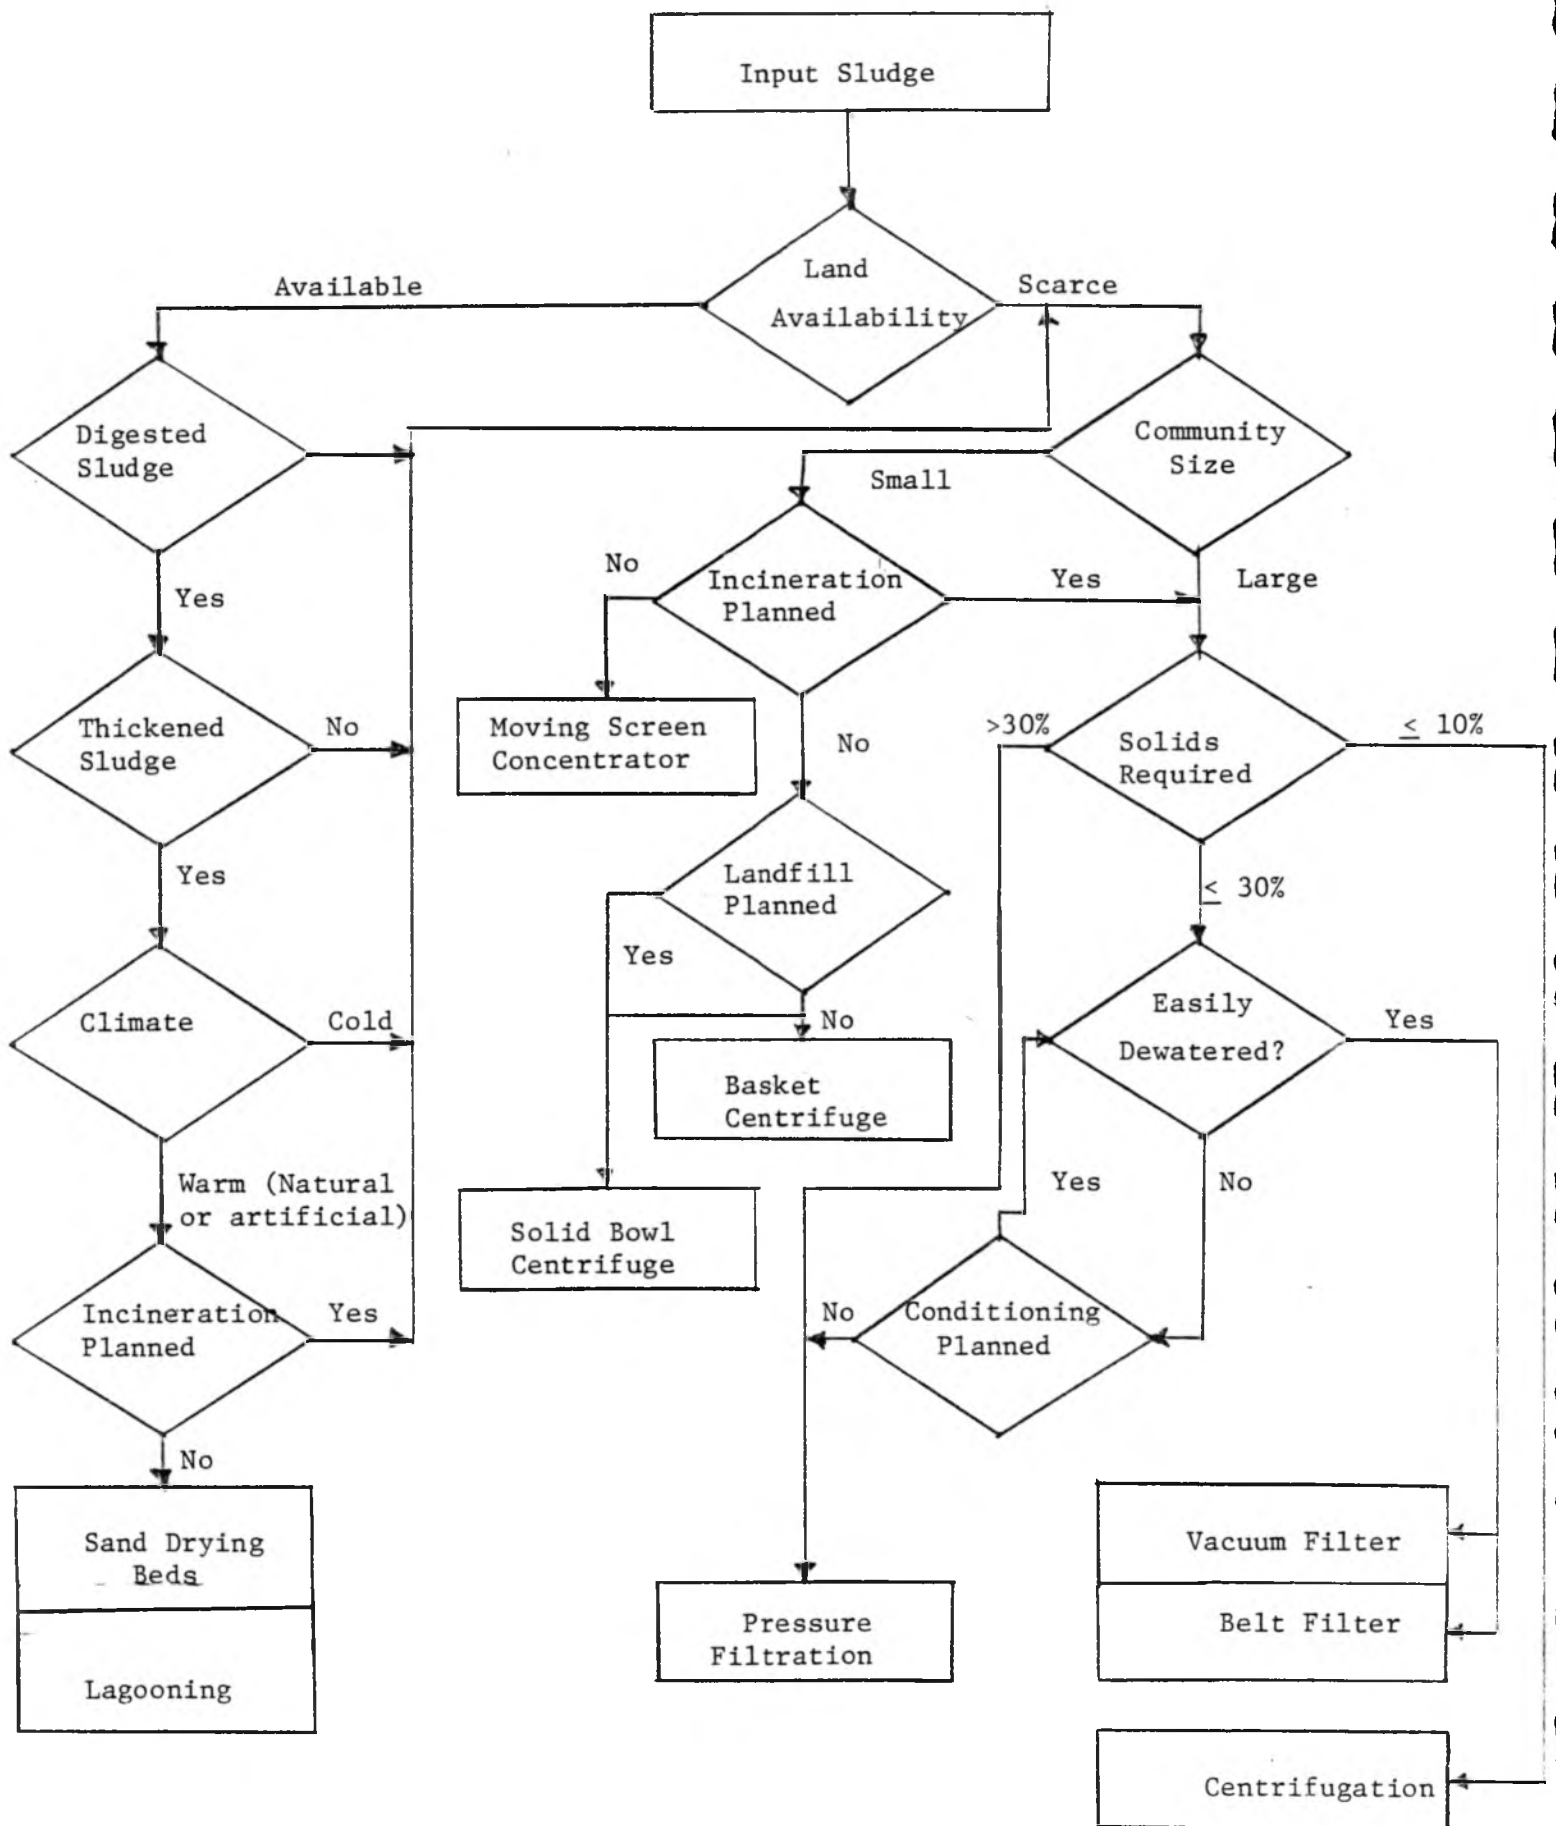 Input Sludge
Land
Availability
Available
Scarce
Digested
Sludge
Community
Size
Small
Large
Yes
No
Incineration
Planned
Yes
Thickened
Sludge
No
Moving Screen
Concentrator
No
>30%
Solids
Required
≤ 10%
Yes
Landfill
Planned
≤ 30%
Yes
Climate
Cold
No
Easily
Dewatered?
Yes
Basket
Centrifuge
Warm (Natural
or artificial)
Yes
No
Solid Bowl
Centrifuge
Incineration
Planned
Yes
No
Conditioning
Planned
No
Sand Drying
Beds
Vacuum Filter
Pressure
Filtration
Belt Filter
Lagooning
Centrifugation